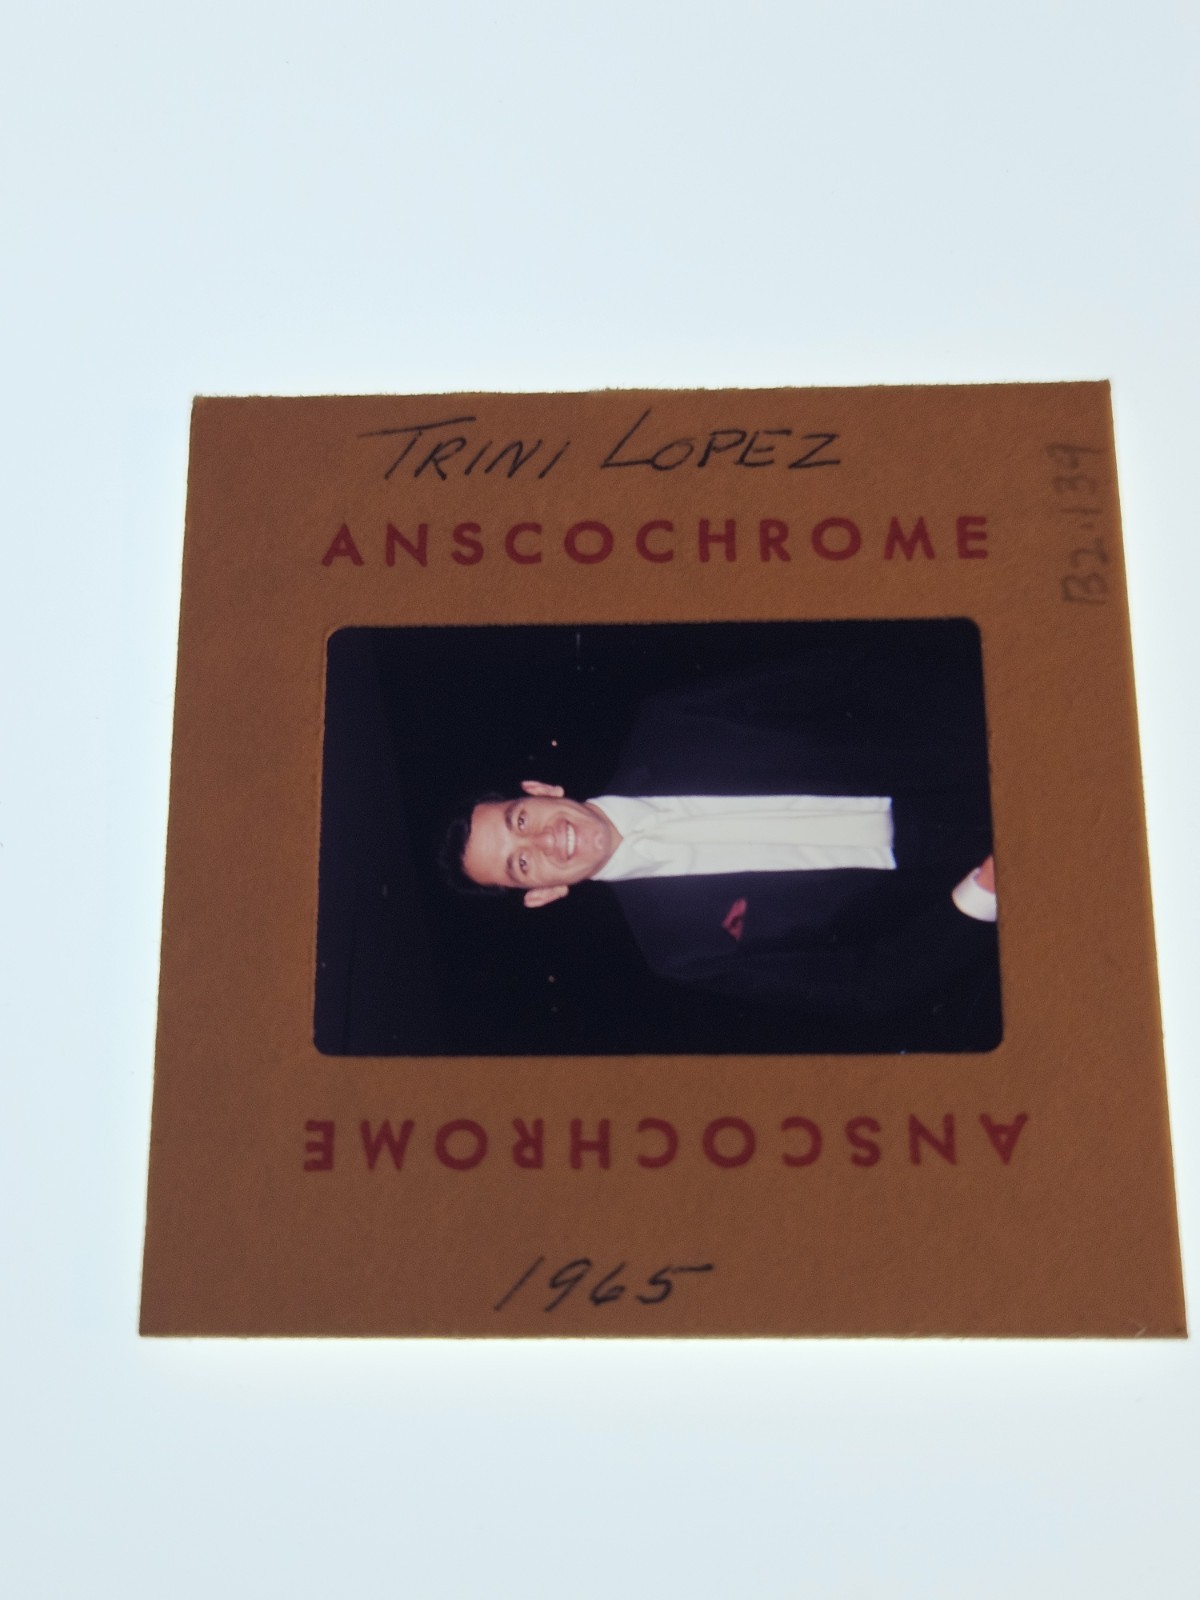 TRINI LOPEZ
ANSCOCHROME
B2-139
ANSCOCHROME
1965